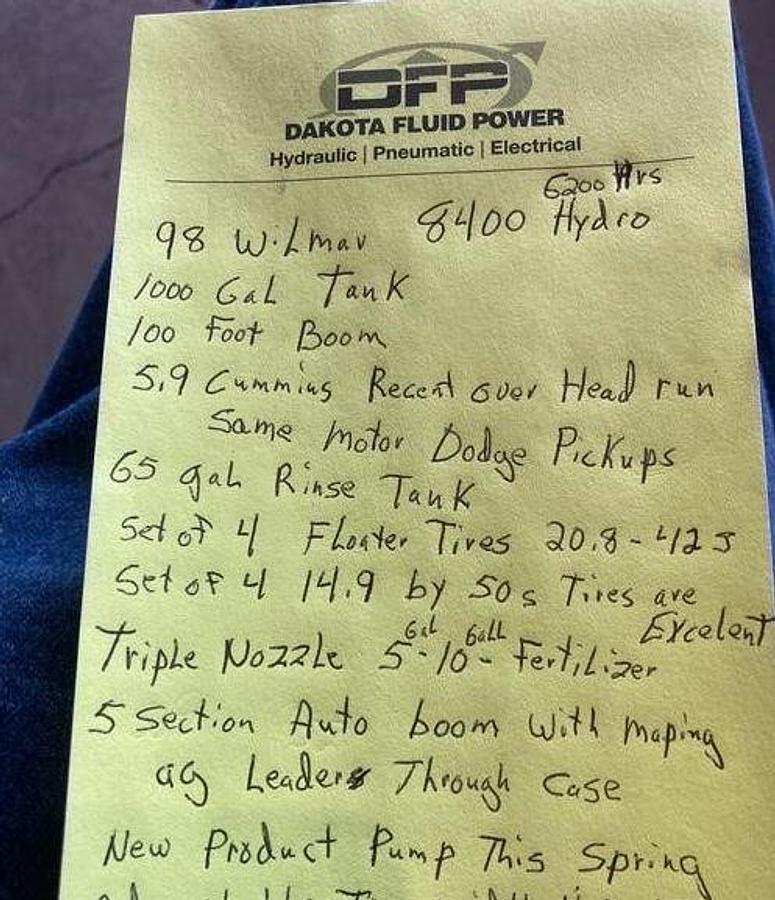 DFP
DAKOTA FLUID POWER
Hydraulic | Pneumatic | Electrical
6200 Hrs
98 Wilmar 8400 Hydro
1000 Gal Tank
100 Foot Boom
5.9 Cummins Recent over Head run
Same motor Dodge Pickups
65 gal Rinse Tank
Set of 4 Floater Tires 20.8-42s
Set of 4 14.9 by 50s Tires are
Excelent
Gal Gall
Triple Nozzle 5-10- Fertilizer
5 Section Auto boom with maping
ag Leader Through Case
New Product Pump This Spring